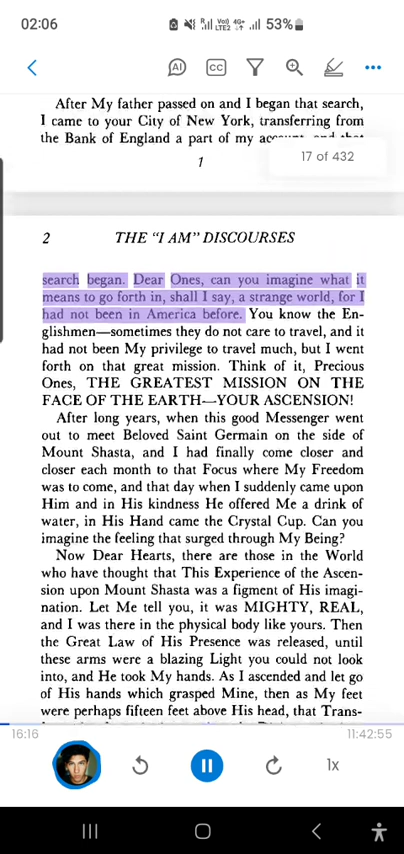 02:06
53%
AI
CC
After My father passed on and I began that search,
I came to your City of New York, transferring from
the Bank of England a part of my
1
17 of 432
2 THE “I AM” DISCOURSES
search began. Dear Ones, can you imagine what it
means to go forth in, shall I say, a strange world, for I
had not been in America before. You know the En-
glishmen—sometimes they do not care to travel, and it
had not been My privilege to travel much, but I went
forth on that great mission. Think of it, Precious
Ones, THE GREATEST MISSION ON THE
FACE OF THE EARTH—YOUR ASCENSION!
After long years, when this good Messenger went
out to meet Beloved Saint Germain on the side of
Mount Shasta, and I had finally come closer and
closer each month to that Focus where My Freedom
was to come, and that day when I suddenly came upon
Him and in His kindness He offered Me a drink of
water, in His Hand came the Crystal Cup. Can you
imagine the feeling that surged through My Being?
Now Dear Hearts, there are those in the World
who have thought that This Experience of the Ascen-
sion upon Mount Shasta was a figment of His imagi-
nation. Let Me tell you, it was MIGHTY, REAL,
and I was there in the physical body like yours. Then
the Great Law of His Presence was released, until
these arms were a blazing Light you could not look
into, and He took My hands. As I ascended and let go
of His hands which grasped Mine, then as My feet
were perhaps fifteen feet above His head, that Trans-
16:16
11:42:55
1x